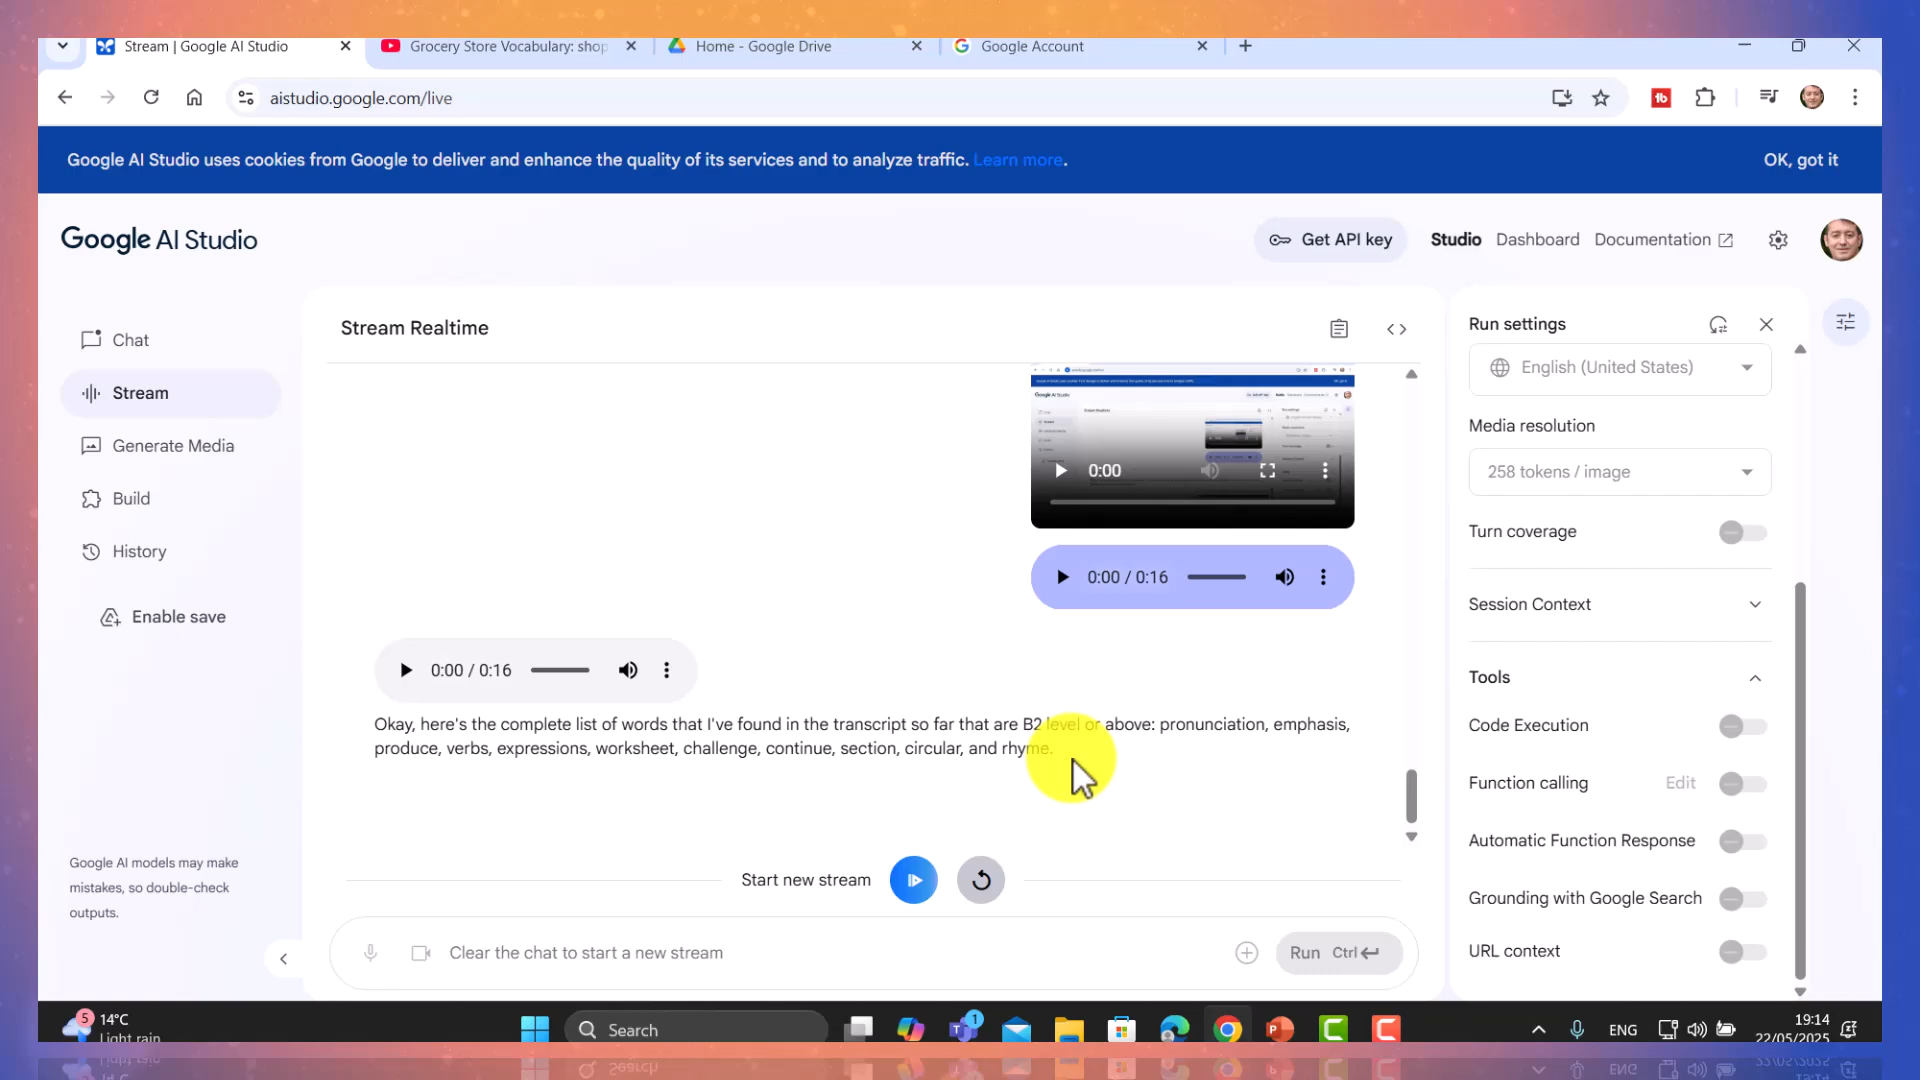 Stream | Google AI Studio
Grocery Store Vocabulary: shop
Home - Google Drive
Google Account
aistudio.google.com/live
Google AI Studio uses cookies from Google to deliver and enhance the quality of its services and to analyze traffic. Learn more.
OK, got it
Google AI Studio
Get API key
Studio
Dashboard
Documentation
Chat
Stream
Generate Media
Build
History
Enable save
Google AI models may make
mistakes, so double-check
outputs.
Stream Realtime
0:00
0:00 / 0:16
0:00 / 0:16
Okay, here's the complete list of words that I've found in the transcript so far that are B2 level or above: pronunciation, emphasis,
produce, verbs, expressions, worksheet, challenge, continue, section, circular, and rhyme.
Start new stream
Clear the chat to start a new stream
Run Ctrl
Run settings
English (United States)
Media resolution
258 tokens / image
Turn coverage
Session Context
Tools
Code Execution
Function calling
Edit
Automatic Function Response
Grounding with Google Search
URL context
5
14°C
Light rain
Search
1
ENG
19:14
22/05/2025